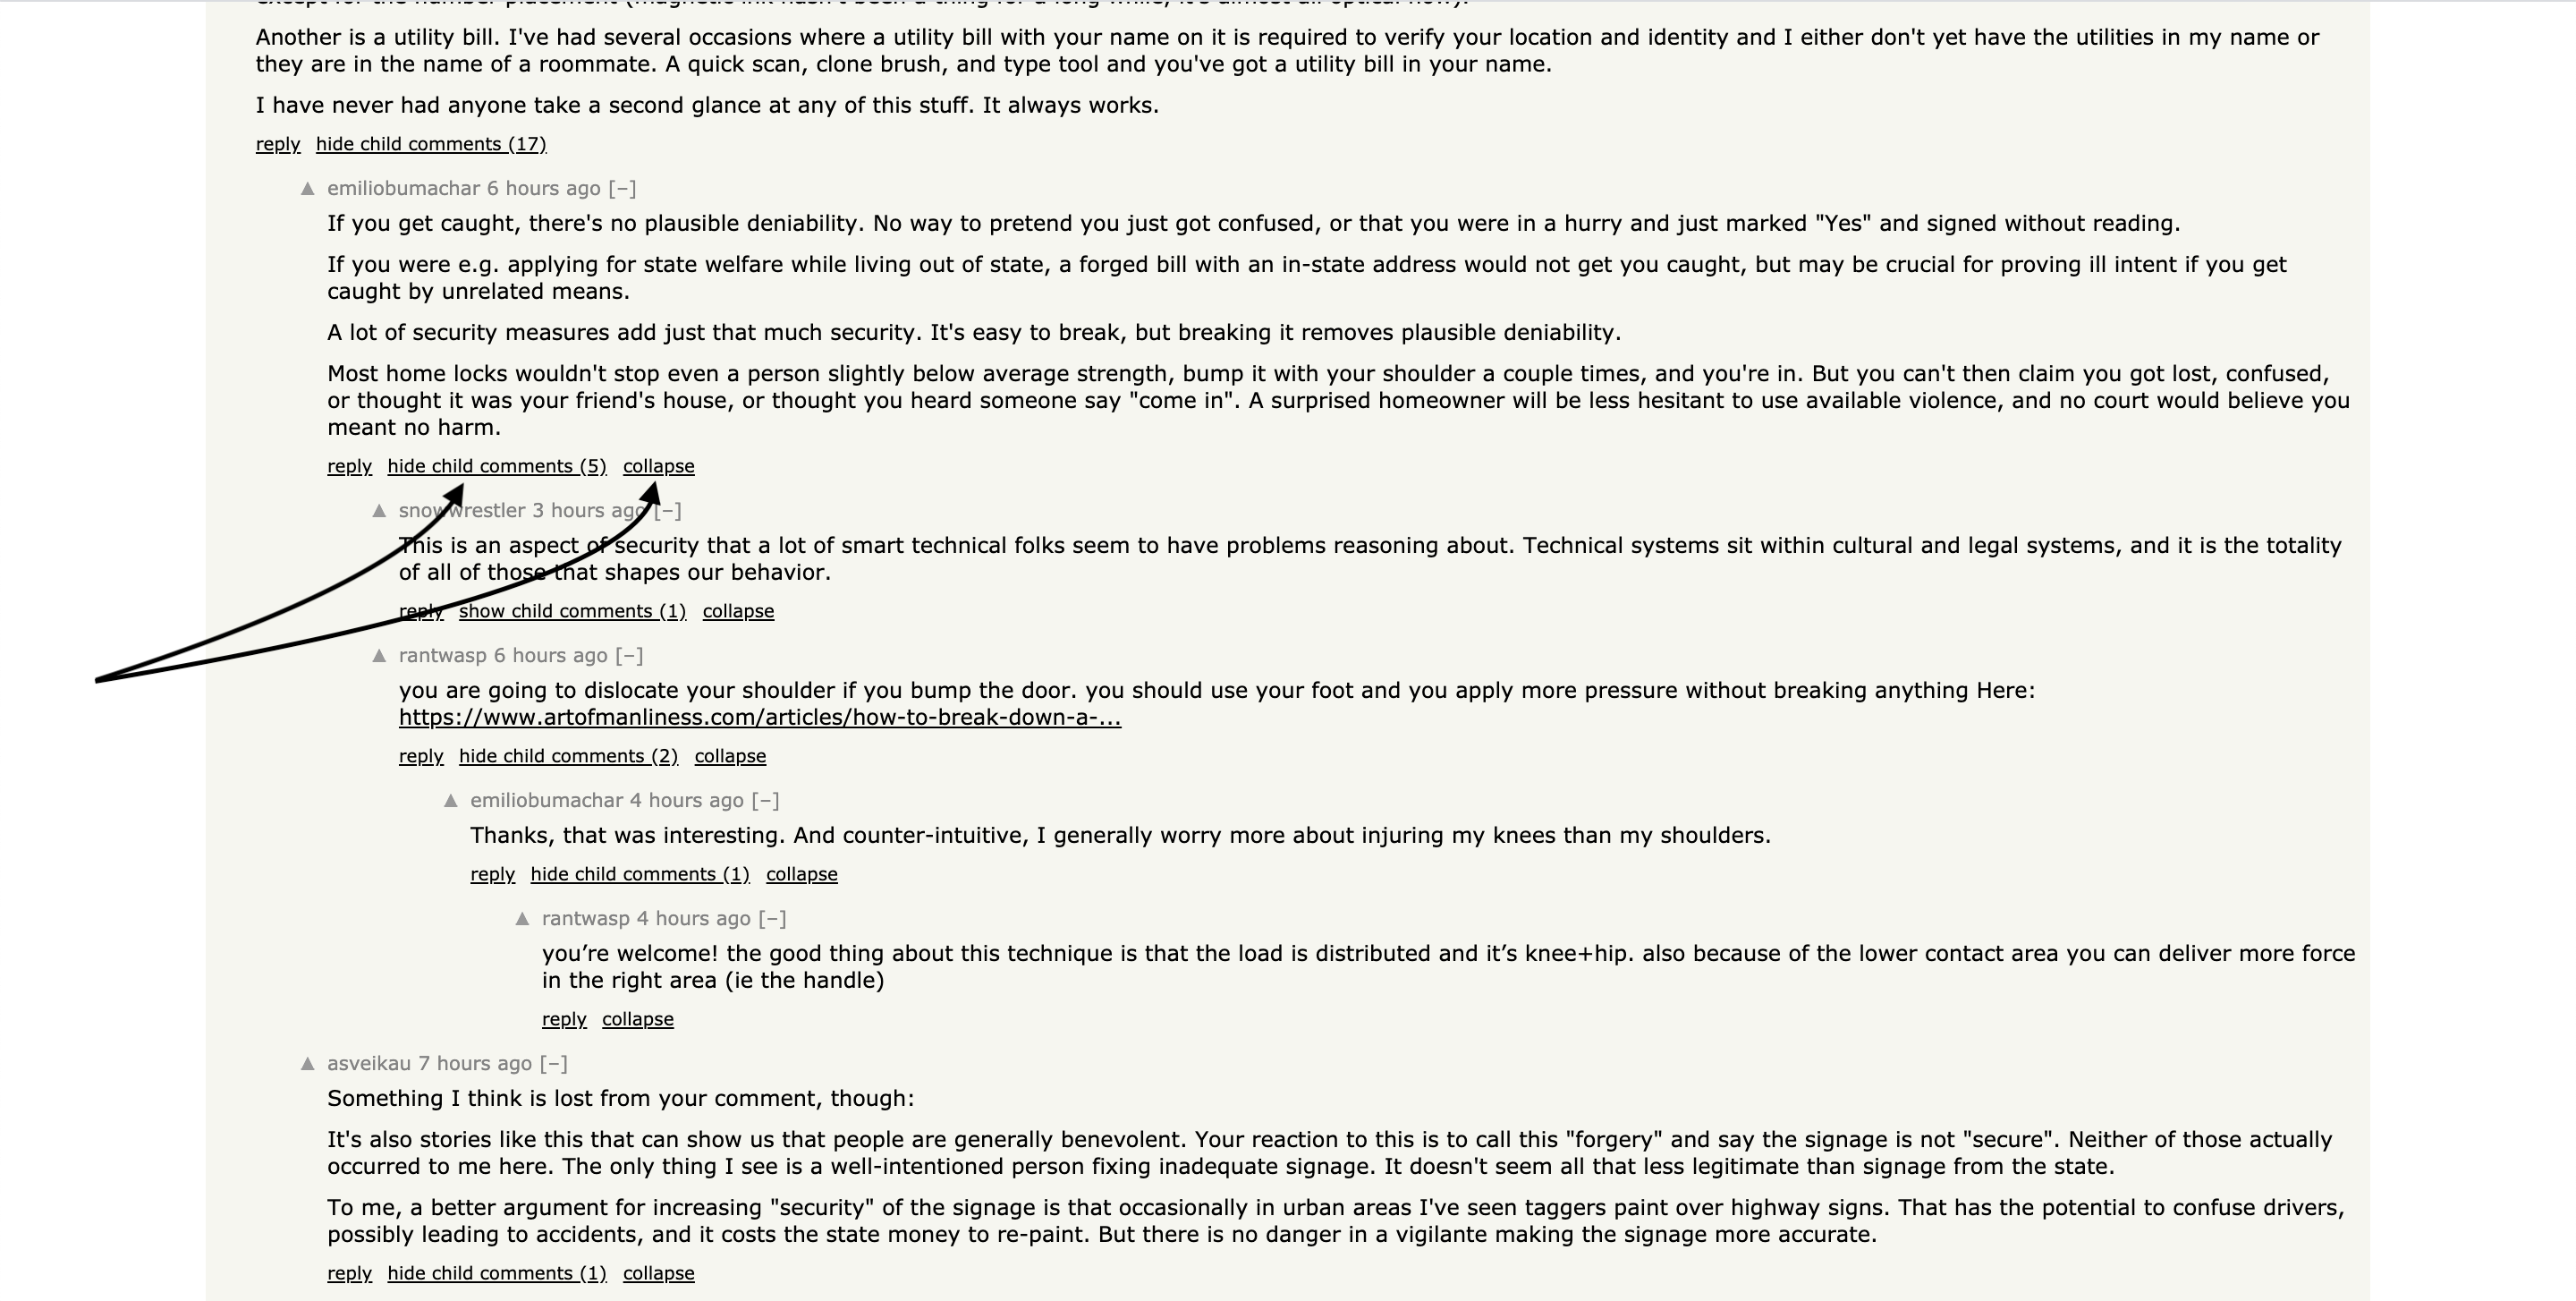 except for the number placement (magnetic ink hasn't been a thing for a long while, it's almost all optical now).
Another is a utility bill. I've had several occasions where a utility bill with your name on it is required to verify your location and identity and I either don't yet have the utilities in my name or
they are in the name of a roommate. A quick scan, clone brush, and type tool and you've got a utility bill in your name.
I have never had anyone take a second glance at any of this stuff. It always works.
reply hide child comments (17)
▲ emiliobumachar 6 hours ago [–]
If you get caught, there's no plausible deniability. No way to pretend you just got confused, or that you were in a hurry and just marked "Yes" and signed without reading.
If you were e.g. applying for state welfare while living out of state, a forged bill with an in-state address would not get you caught, but may be crucial for proving ill intent if you get
caught by unrelated means.
A lot of security measures add just that much security. It's easy to break, but breaking it removes plausible deniability.
Most home locks wouldn't stop even a person slightly below average strength, bump it with your shoulder a couple times, and you're in. But you can't then claim you got lost, confused,
or thought it was your friend's house, or thought you heard someone say "come in". A surprised homeowner will be less hesitant to use available violence, and no court would believe you
meant no harm.
reply hide child comments (5) collapse
▲ snowwrestler 3 hours ago [–]
This is an aspect of security that a lot of smart technical folks seem to have problems reasoning about. Technical systems sit within cultural and legal systems, and it is the totality
of all of those that shapes our behavior.
reply show child comments (1) collapse
▲ rantwasp 6 hours ago [–]
you are going to dislocate your shoulder if you bump the door. you should use your foot and you apply more pressure without breaking anything Here:
https://www.artofmanliness.com/articles/how-to-break-down-a-...
reply hide child comments (2) collapse
▲ emiliobumachar 4 hours ago [–]
Thanks, that was interesting. And counter-intuitive, I generally worry more about injuring my knees than my shoulders.
reply hide child comments (1) collapse
▲ rantwasp 4 hours ago [–]
you’re welcome! the good thing about this technique is that the load is distributed and it’s knee+hip. also because of the lower contact area you can deliver more force
in the right area (ie the handle)
reply collapse
▲ asveikau 7 hours ago [–]
Something I think is lost from your comment, though:
It's also stories like this that can show us that people are generally benevolent. Your reaction to this is to call this "forgery" and say the signage is not "secure". Neither of those actually
occurred to me here. The only thing I see is a well-intentioned person fixing inadequate signage. It doesn't seem all that less legitimate than signage from the state.
To me, a better argument for increasing "security" of the signage is that occasionally in urban areas I've seen taggers paint over highway signs. That has the potential to confuse drivers,
possibly leading to accidents, and it costs the state money to re-paint. But there is no danger in a vigilante making the signage more accurate.
reply hide child comments (1) collapse